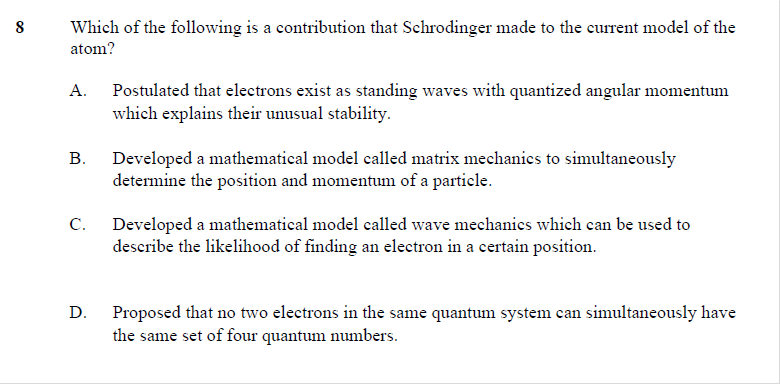 8 Which of the following is a contribution that Schrodinger made to the current model of the
atom?
A. Postulated that electrons exist as standing waves with quantized angular momentum
which explains their unusual stability.
B. Developed a mathematical model called matrix mechanics to simultaneously
determine the position and momentum of a particle.
C. Developed a mathematical model called wave mechanics which can be used to
describe the likelihood of finding an electron in a certain position.
D. Proposed that no two electrons in the same quantum system can simultaneously have
the same set of four quantum numbers.